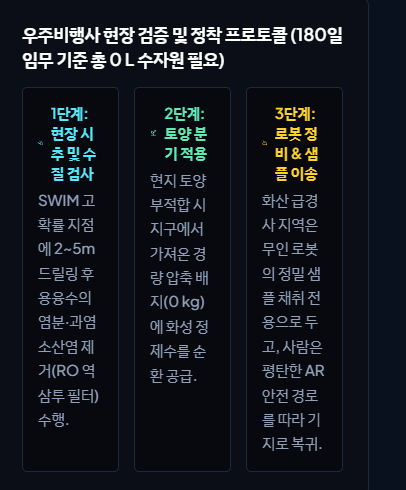 우주비행사 현장 검증 및 정착 프로토콜 (180일
임무 기준 총 0 L 수자원 필요)
1단계:
현장 시
추 및 수
질 검사
SWIM 고
확률 지점
에 2~5m
드릴링 후
용융수의
염분·과염
소산염 제
거(RO 역
삼투 필터)
수행.
2단계:
토양 분
기 적용
현지 토양
부적합 시
지구에서
가져온 경
량 압축 배
지(0 kg)
에 화성 정
제수를 순
환 공급.
3단계:
로봇 정
비 & 샘
플 이송
화산 급경
사 지역은
무인 로봇
의 정밀 샘
플 채취 전
용으로 두
고, 사람은
평탄한 AR
안전 경로
를 따라 기
지로 복귀.